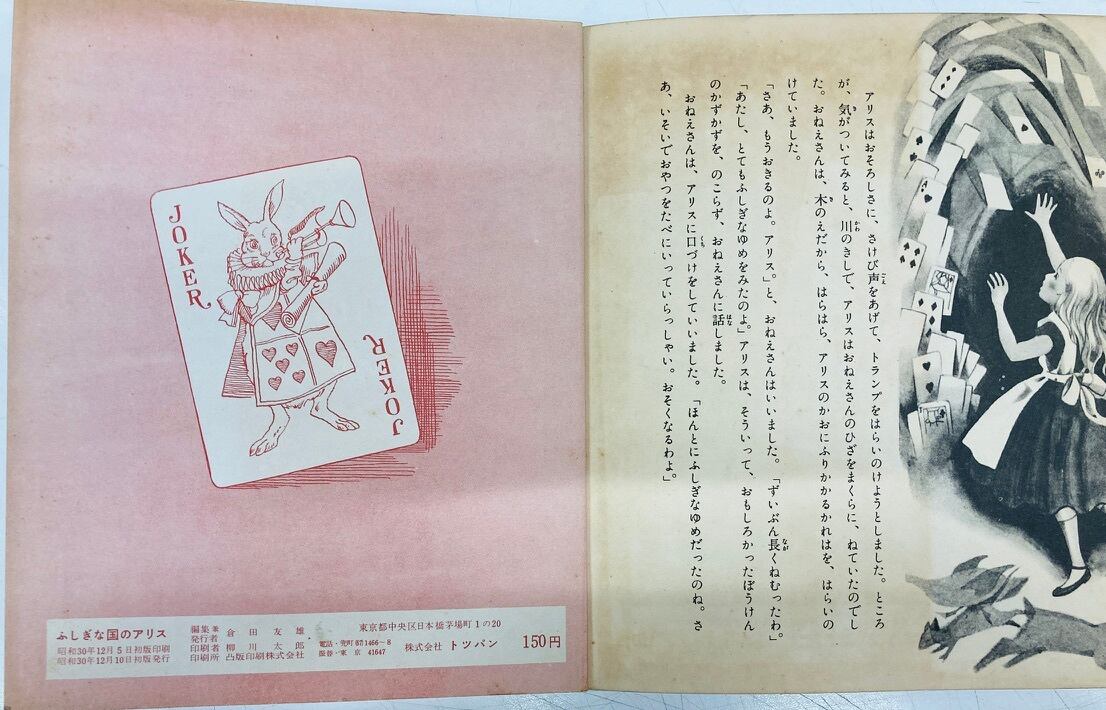 アリスはおそろしさに、さけび声をあげて、トランプをはらいのけようとしました。ところ
が、気がついてみると、川のきしで、アリスはおねえさんのひざをまくらに、ねていたのでし
た。おねえさんは、木のえだから、はらはら、アリスのかおにふりかかるかれはを、はらいの
けていました。
「さあ、もうおきるのよ。アリス。」と、おねえさんはいいました。「ずいぶん長くねむったわ。」
「あたし、とてもふしぎなゆめをみたのよ。」アリスは、そういって、おもしろかったぼうけん
のかずかずを、のこらず、おねえさんに話しました。
おねえさんは、アリスに口づけをしていいました。「ほんとにふしぎなゆめだったのね。さ
あ、いそいでおやつをたべにいっていらっしゃい。おそくなるわよ。」
JOKER
JOKER
ふしぎな国のアリス
昭和30年12月5日初版印刷
昭和30年12月10日初版発行
編集兼
発行者 倉田友雄
印刷者 柳川太郎
印刷所 凸版印刷株式会社
東京都中央区日本橋茅場町1の20
電話・兜町67 1466~8
振替・東京 41647
株式会社 トツパン
150円